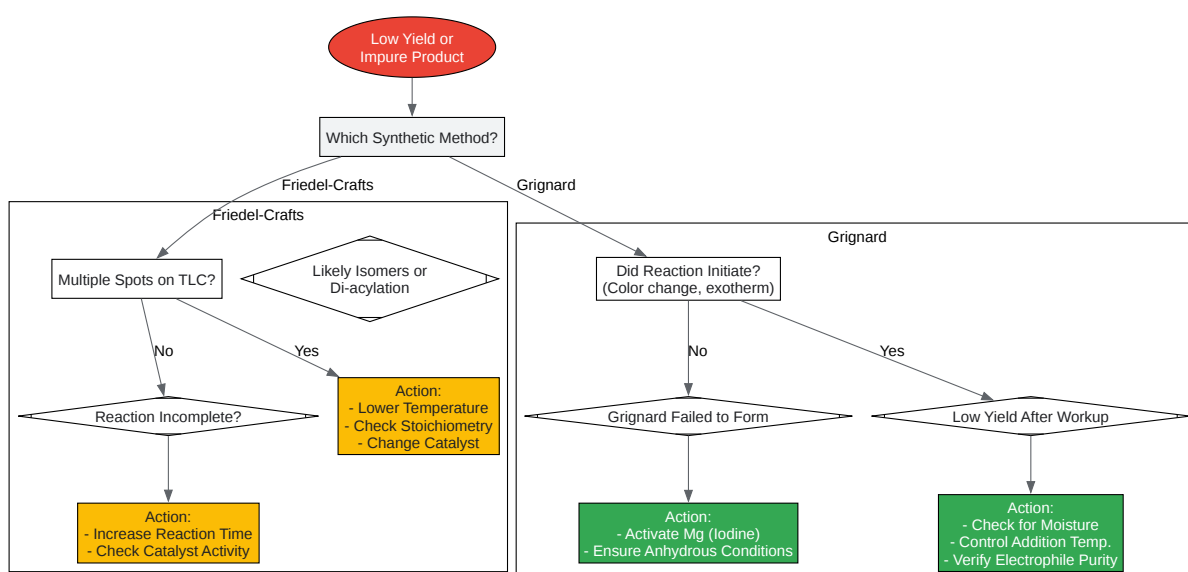 Low Yield or
Impure Product
Which Synthetic Method?
Friedel-Crafts
Grignard
Friedel-Crafts
Grignard
Multiple Spots on TLC?
Likely Isomers or
Di-acylation
Did Reaction Initiate?
(Color change, exotherm)
No
Yes
No
Yes
Reaction Incomplete?
Action:
- Lower Temperature
- Check Stoichiometry
- Change Catalyst
Grignard Failed to Form
Low Yield After Workup
Action:
- Increase Reaction Time
- Check Catalyst Activity
Action:
- Activate Mg (Iodine)
- Ensure Anhydrous Conditions
Action:
- Check for Moisture
- Control Addition Temp.
- Verify Electrophile Purity